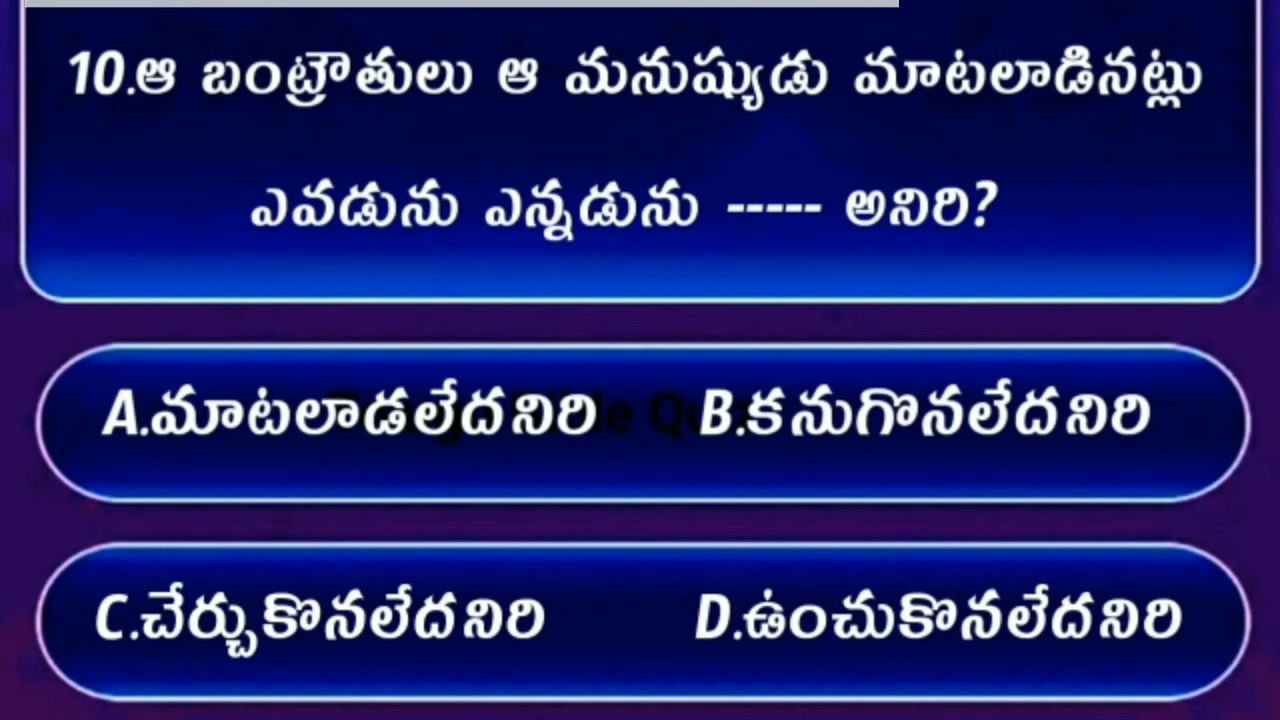 10.ఆ బంట్రౌతులు ఆ మనుష్యుడు మాటలాడినట్లు
ఎవడును ఎన్నడును ----- అనిరి?
A.మాటలాడలేదనిరి B.కనుగొనలేదనిరి
C.చేర్చుకొనలేదనిరి D.ఉంచుకొనలేదనిరి